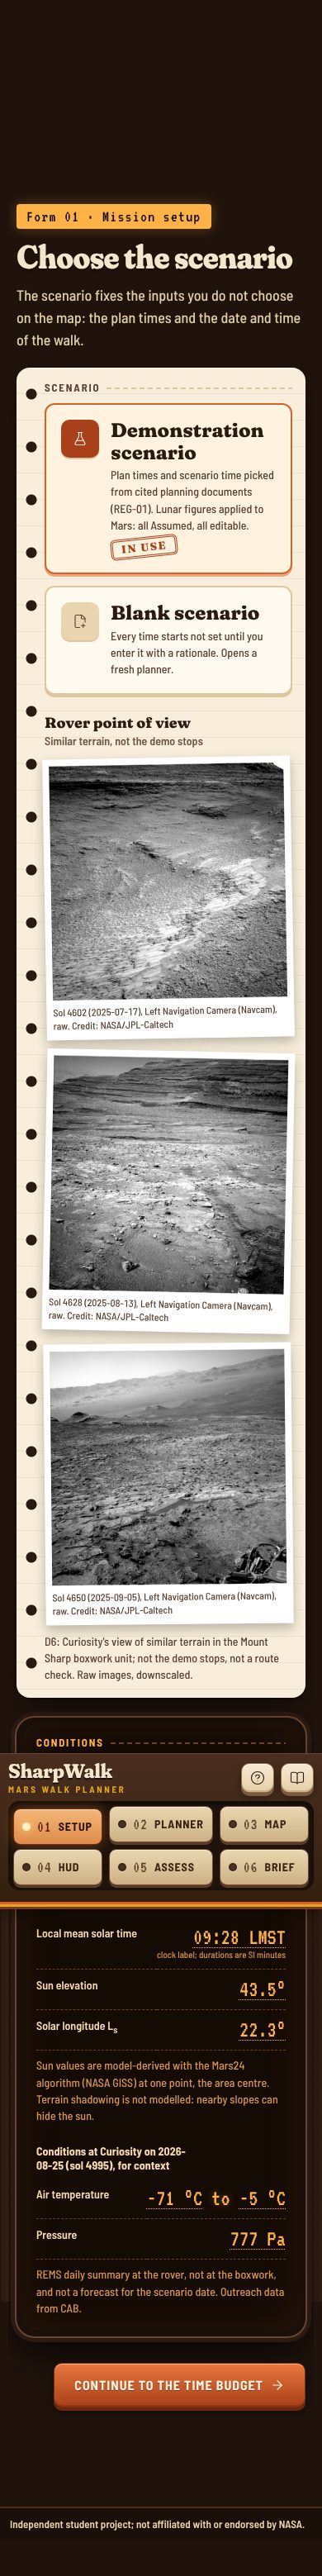 Form 01 · Mission setup
Choose the scenario
The scenario fixes the inputs you do not choose
on the map: the plan times and the date and time
of the walk.
SCENARIO
Demonstration
scenario
Plan times and scenario time picked
from cited planning documents
(REG-01). Lunar figures applied to
Mars: all Assumed, all editable.
IN USE
Blank scenario
Every time starts not set until you
enter it with a rationale. Opens a
fresh planner.
Rover point of view
Similar terrain, not the demo stops
Sol 4602 (2025-07-17), Left Navigation Camera (Navcam),
raw. Credit: NASA/JPL-Caltech
Sol 4628 (2025-08-13), Left Navigation Camera (Navcam),
raw. Credit: NASA/JPL-Caltech
Sol 4650 (2025-09-05), Left Navigation Camera (Navcam),
raw. Credit: NASA/JPL-Caltech
D6: Curiosity's view of similar terrain in the Mount
Sharp boxwork unit; not the demo stops, not a route
check. Raw images, downscaled.
CONDITIONS
SharpWalk
MARS WALK PLANNER
01 SETUP
02 PLANNER
03 MAP
04 HUD
05 ASSESS
06 BRIEF
Local mean solar time 09:28 LMST
clock label; durations are SI minutes
Sun elevation 43.5°
Solar longitude Ls 22.3°
Sun values are model-derived with the Mars24
algorithm (NASA GISS) at one point, the area centre.
Terrain shadowing is not modelled: nearby slopes can
hide the sun.
Conditions at Curiosity on 2026-
08-25 (sol 4995), for context
Air temperature -71 °C to -5 °C
Pressure 777 Pa
REMS daily summary at the rover, not at the boxwork,
and not a forecast for the scenario date. Outreach data
from CAB.
CONTINUE TO THE TIME BUDGET →
Independent student project; not affiliated with or endorsed by NASA.